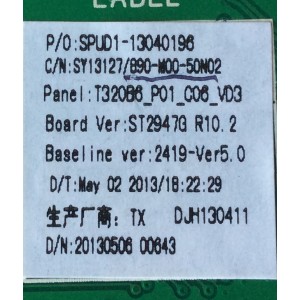 LABEL
P/O:SPUD1-13040196
C/N:SY13127/890-M00-50N02
Panel:T320B6_P01_C06_VD3
Board Ver:ST2947G R10.2
Baseline ver:2419-Ver5.0
D/T:May 02 2013/18:22:29
生产厂商: TX DJH130411
D/N:20130506 00643